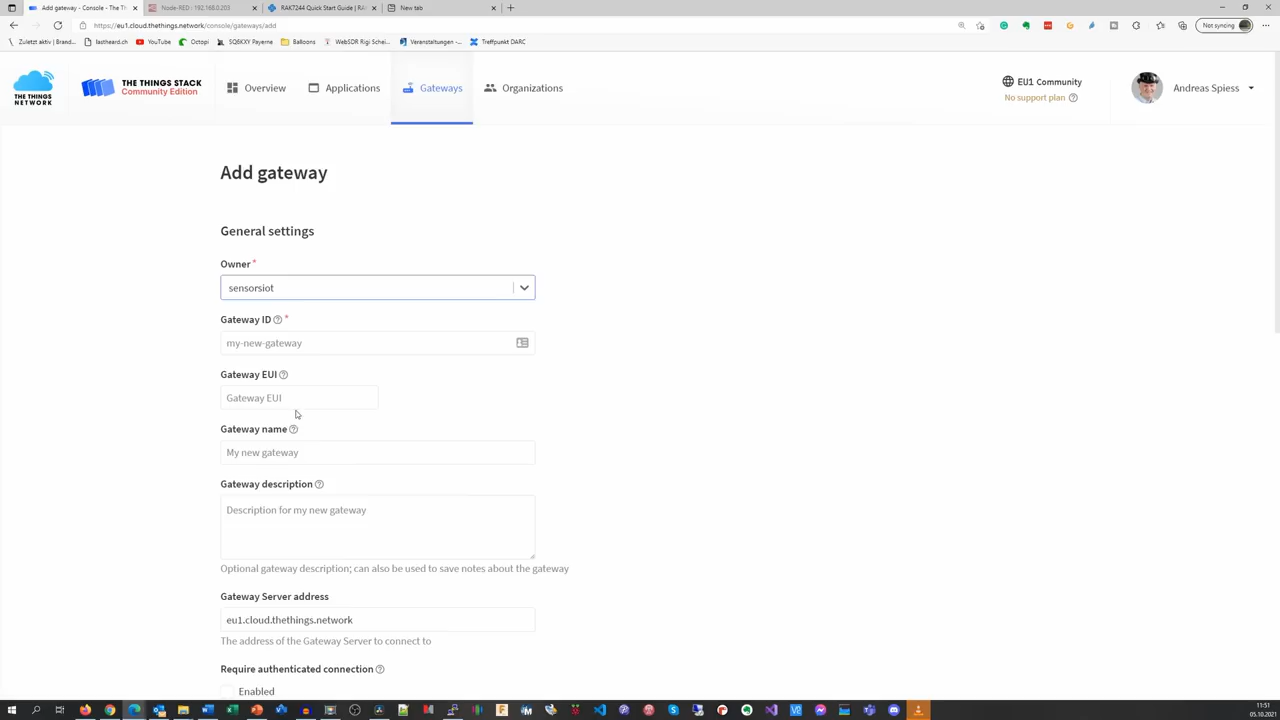 Add gateway - Console - The Th
Node-RED : 192.168.0.203
RAK7244 Quick Start Guide | RAK
New tab
https://eu1.cloud.thethings.network/console/gateways/add
Not syncing
Zuletzt aktiv | Brand...
lastheard.ch
YouTube
Octopi
SQ6KXY Payerne
Balloons
WebSDR Rigi Schei...
Veranstaltungen -...
Treffpunkt DARC
THE THINGS
NETWORK
THE THINGS STACK
Community Edition
Overview
Applications
Gateways
Organizations
EU1 Community
No support plan
Andreas Spiess
Add gateway
General settings
Owner *
sensorsiot
Gateway ID *
my-new-gateway
Gateway EUI
Gateway EUI
Gateway name
My new gateway
Gateway description
Description for my new gateway
Optional gateway description; can also be used to save notes about the gateway
Gateway Server address
eu1.cloud.thethings.network
The address of the Gateway Server to connect to
Require authenticated connection
Enabled
11:51
05.10.2021